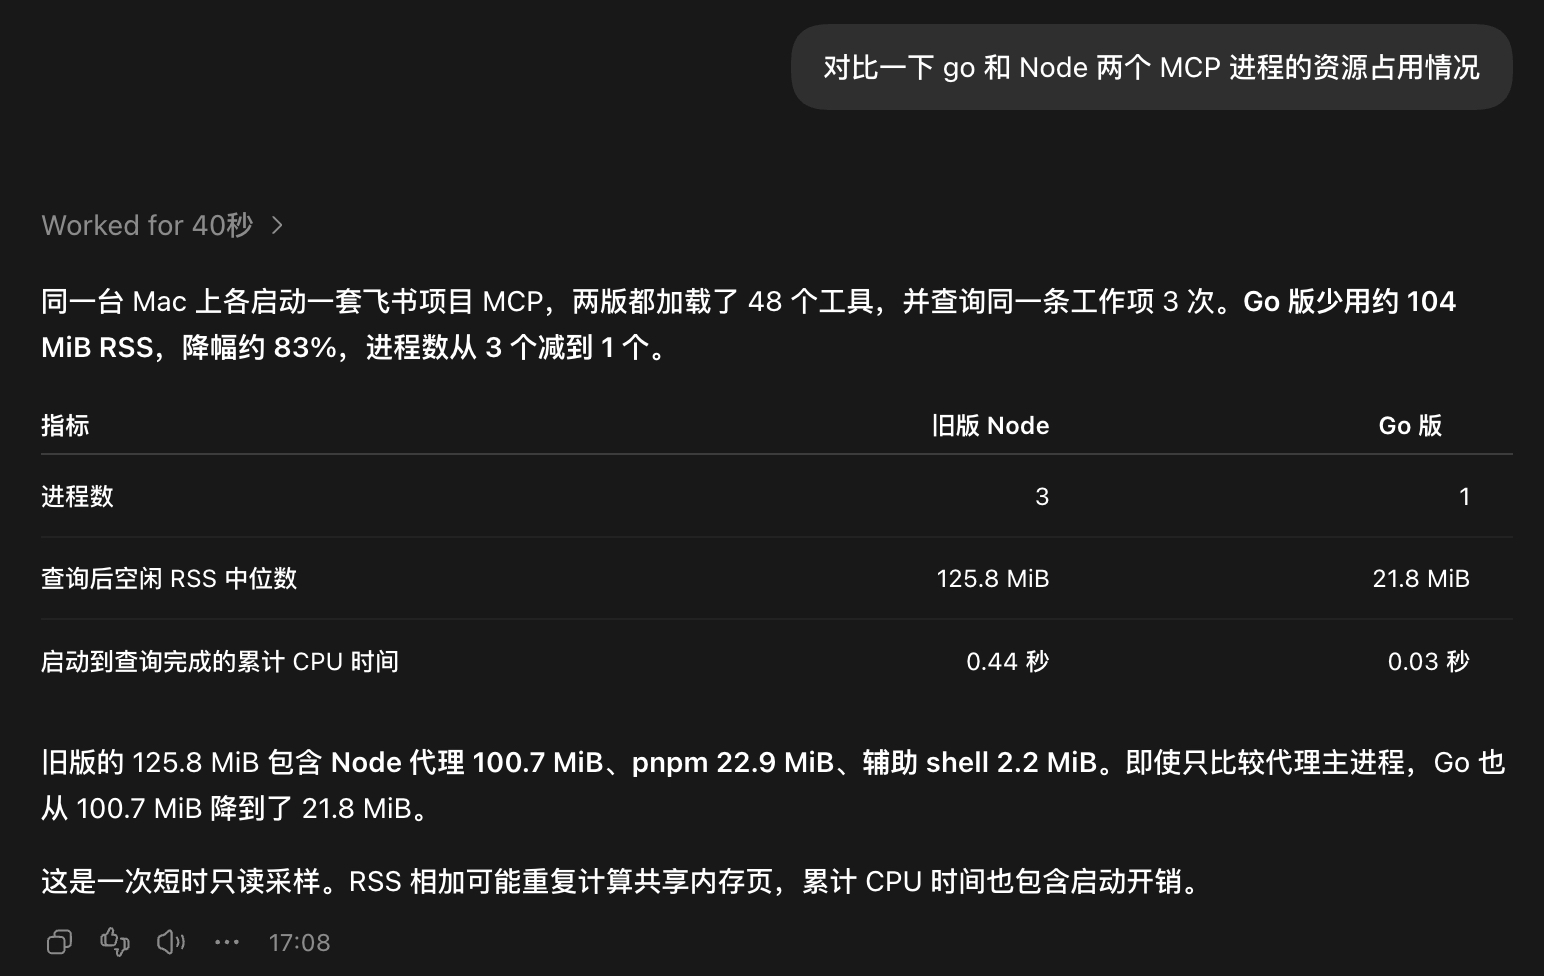 对比一下 go 和 Node 两个 MCP 进程的资源占用情况
Worked for 40秒
同一台 Mac 上各启动一套飞书项目 MCP，两版都加载了 48 个工具，并查询同一条工作项 3 次。Go 版少用约 104
MiB RSS，降幅约 83%，进程数从 3 个减到 1 个。
指标 旧版 Node Go 版
进程数 3 1
查询后空闲 RSS 中位数 125.8 MiB 21.8 MiB
启动到查询完成的累计 CPU 时间 0.44 秒 0.03 秒
旧版的 125.8 MiB 包含 Node 代理 100.7 MiB、pnpm 22.9 MiB、辅助 shell 2.2 MiB。即使只比较代理主进程，Go 也
从 100.7 MiB 降到了 21.8 MiB。
这是一次短时只读采样。RSS 相加可能重复计算共享内存页，累计 CPU 时间也包含启动开销。
17:08